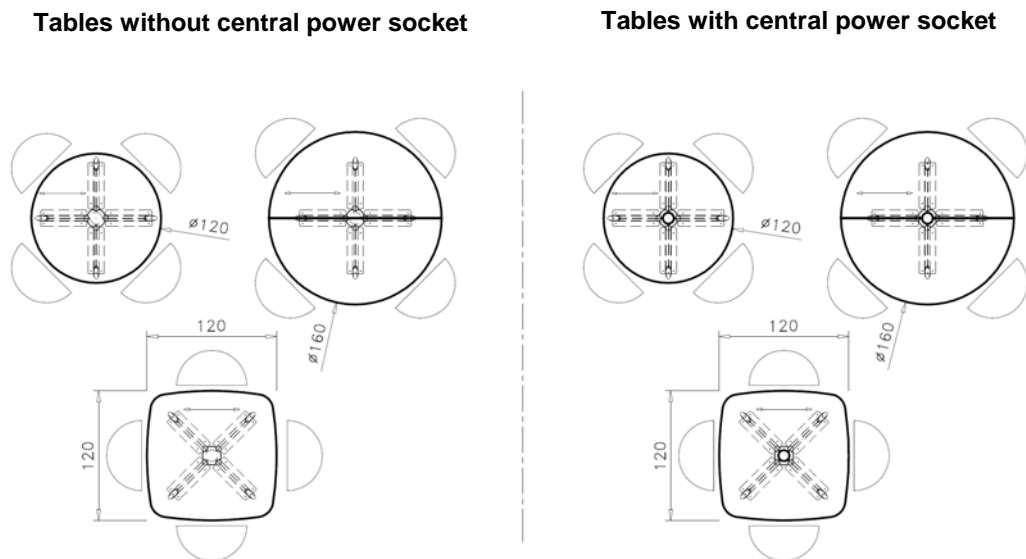 Tables without central power socket
Tables with central power socket
ø120
ø160
120
120
ø120
ø160
120
120